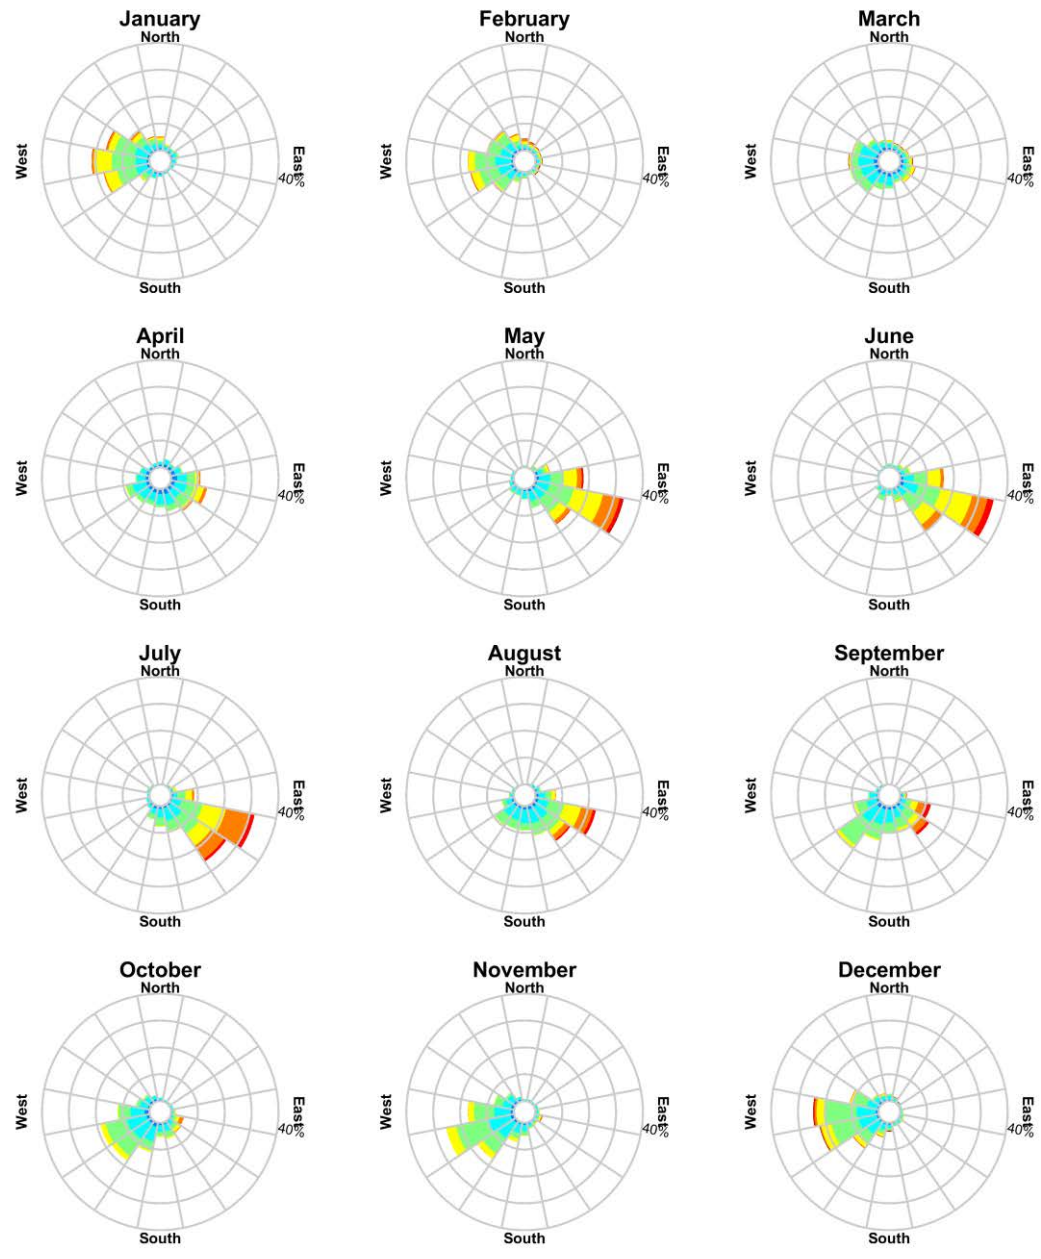 January
North
West
East
40%
South
February
North
West
East
40%
South
March
North
West
East
40%
South
April
North
West
East
40%
South
May
North
West
East
40%
South
June
North
West
East
40%
South
July
North
West
East
40%
South
August
North
West
East
40%
South
September
North
West
East
40%
South
October
North
West
East
40%
South
November
North
West
East
40%
South
December
North
West
East
40%
South